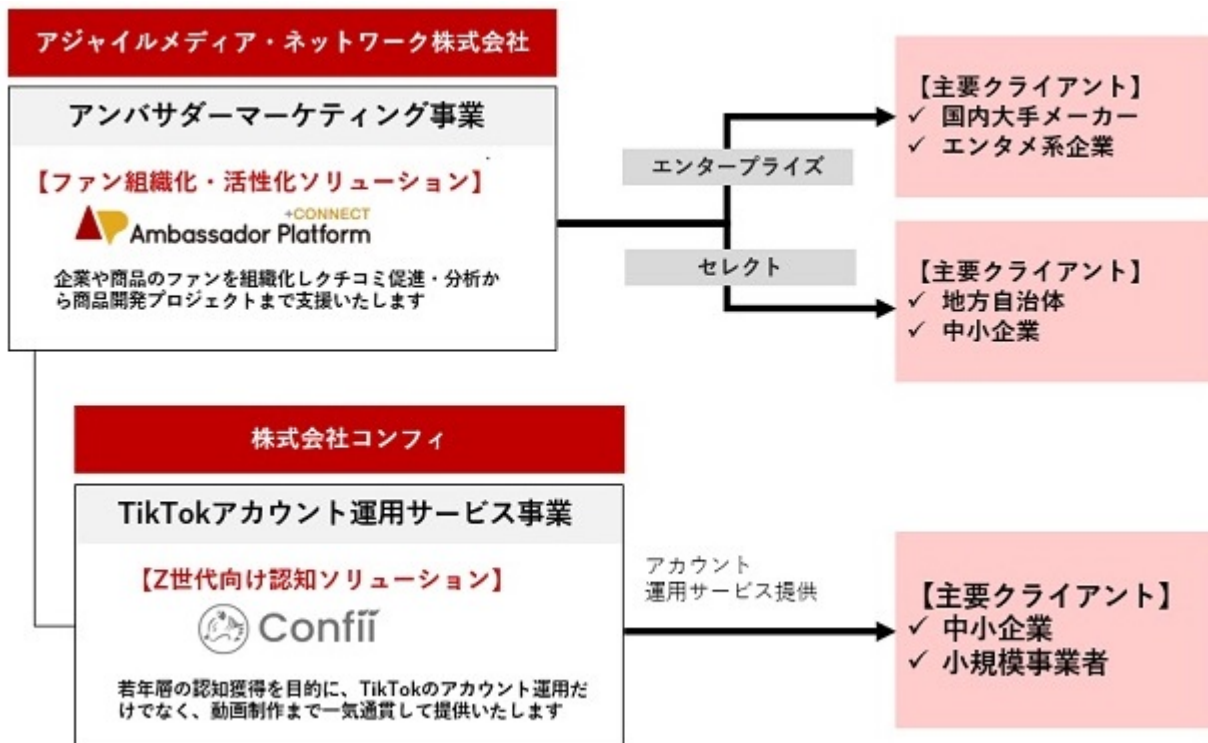 アジャイルメディア・ネットワーク株式会社
アンバサダーマーケティング事業
【ファン組織化・活性化ソリューション】
+CONNECT
Ambassador Platform
企業や商品のファンを組織化しクチコミ促進・分析か
ら商品開発プロジェクトまで支援いたします
エンタープライズ
セレクト
【主要クライアント】
✓ 国内大手メーカー
✓ エンタメ系企業
【主要クライアント】
✓ 地方自治体
✓ 中小企業
株式会社コンフィ
TikTokアカウント運用サービス事業
【Z世代向け認知ソリューション】
Confíí
若年層の認知獲得を目的に、TikTokのアカウント運用だ
けでなく、動画制作まで一気通貫して提供いたします
アカウント
運用サービス提供
【主要クライアント】
✓ 中小企業
✓ 小規模事業者